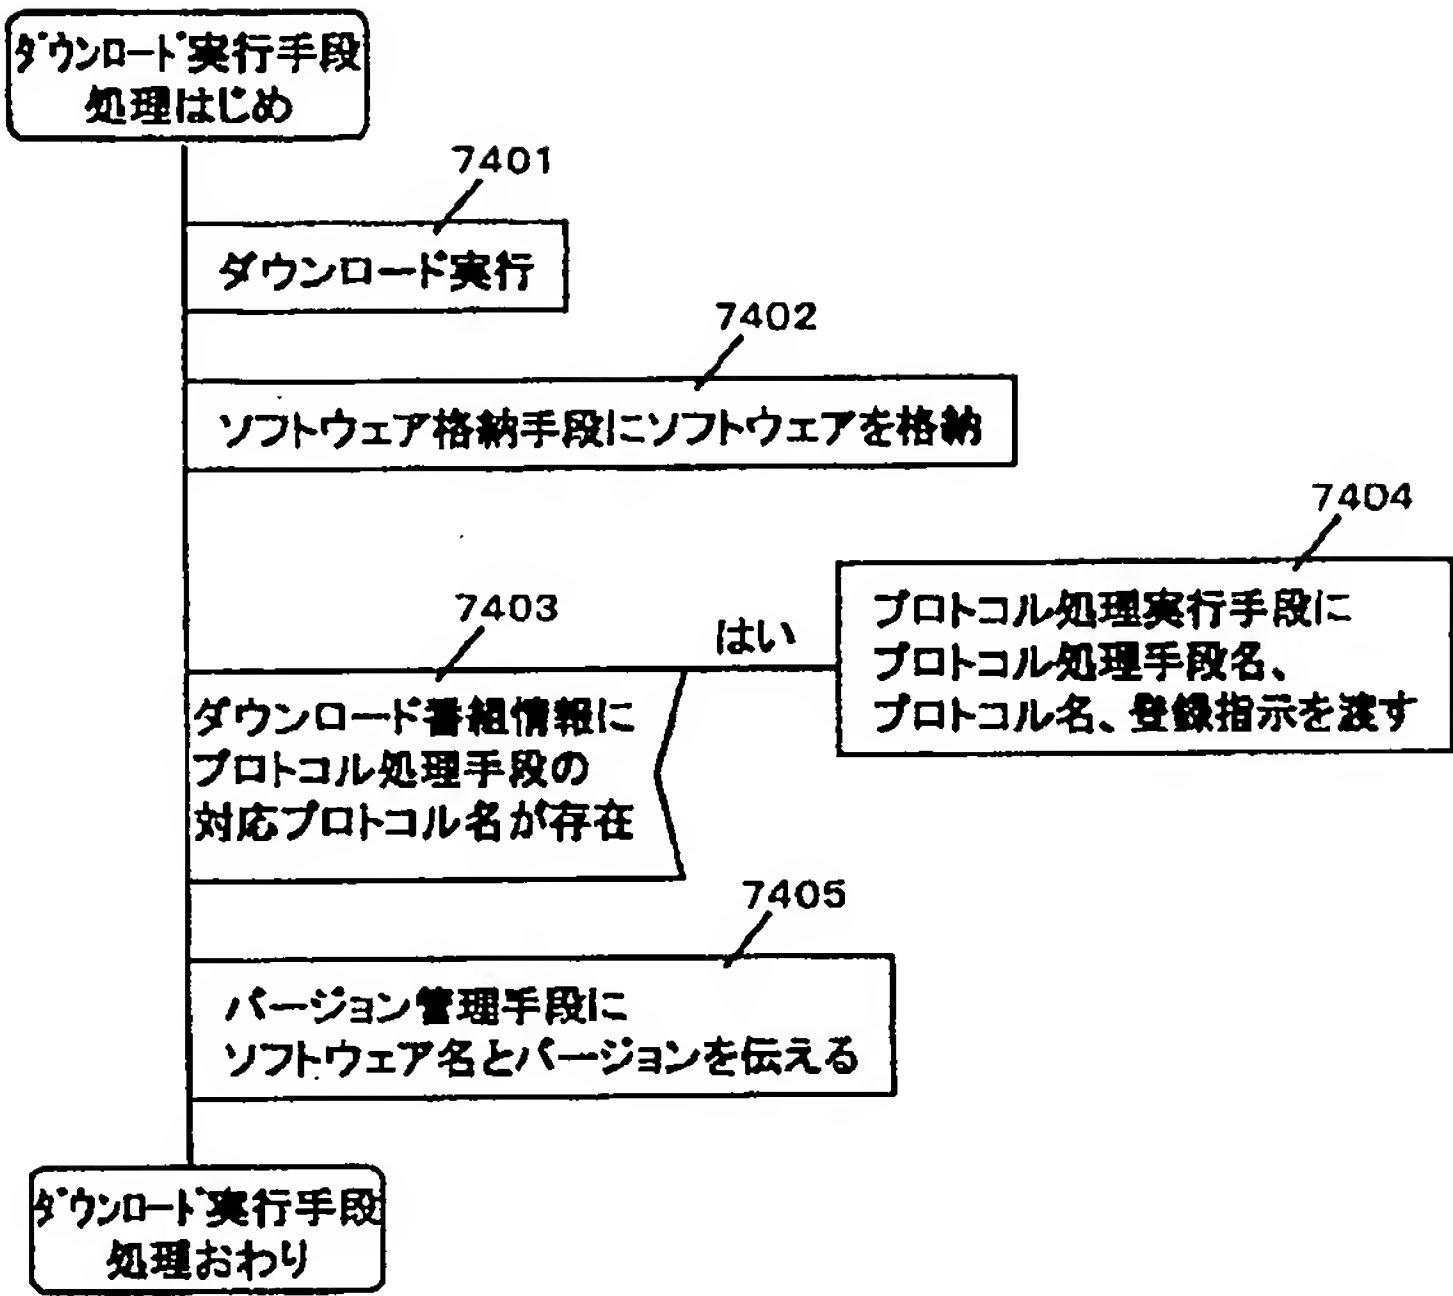 ダウンロード実行手段
処理はじめ
7401
ダウンロード実行
7402
ソフトウェア格納手段にソフトウェアを格納
7403
ダウンロード番組情報に
プロトコル処理手段の
対応プロトコル名が存在
はい
7404
プロトコル処理実行手段に
プロトコル処理手段名、
プロトコル名、登録指示を渡す
7405
バージョン管理手段に
ソフトウェア名とバージョンを伝える
ダウンロード実行手段
処理おわり